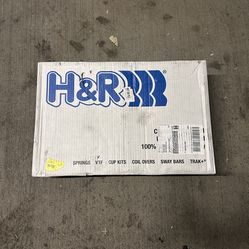 H&R
100%
SPRINGS VTF CUP KITS COIL OVERS SWAY BARS TRAK+